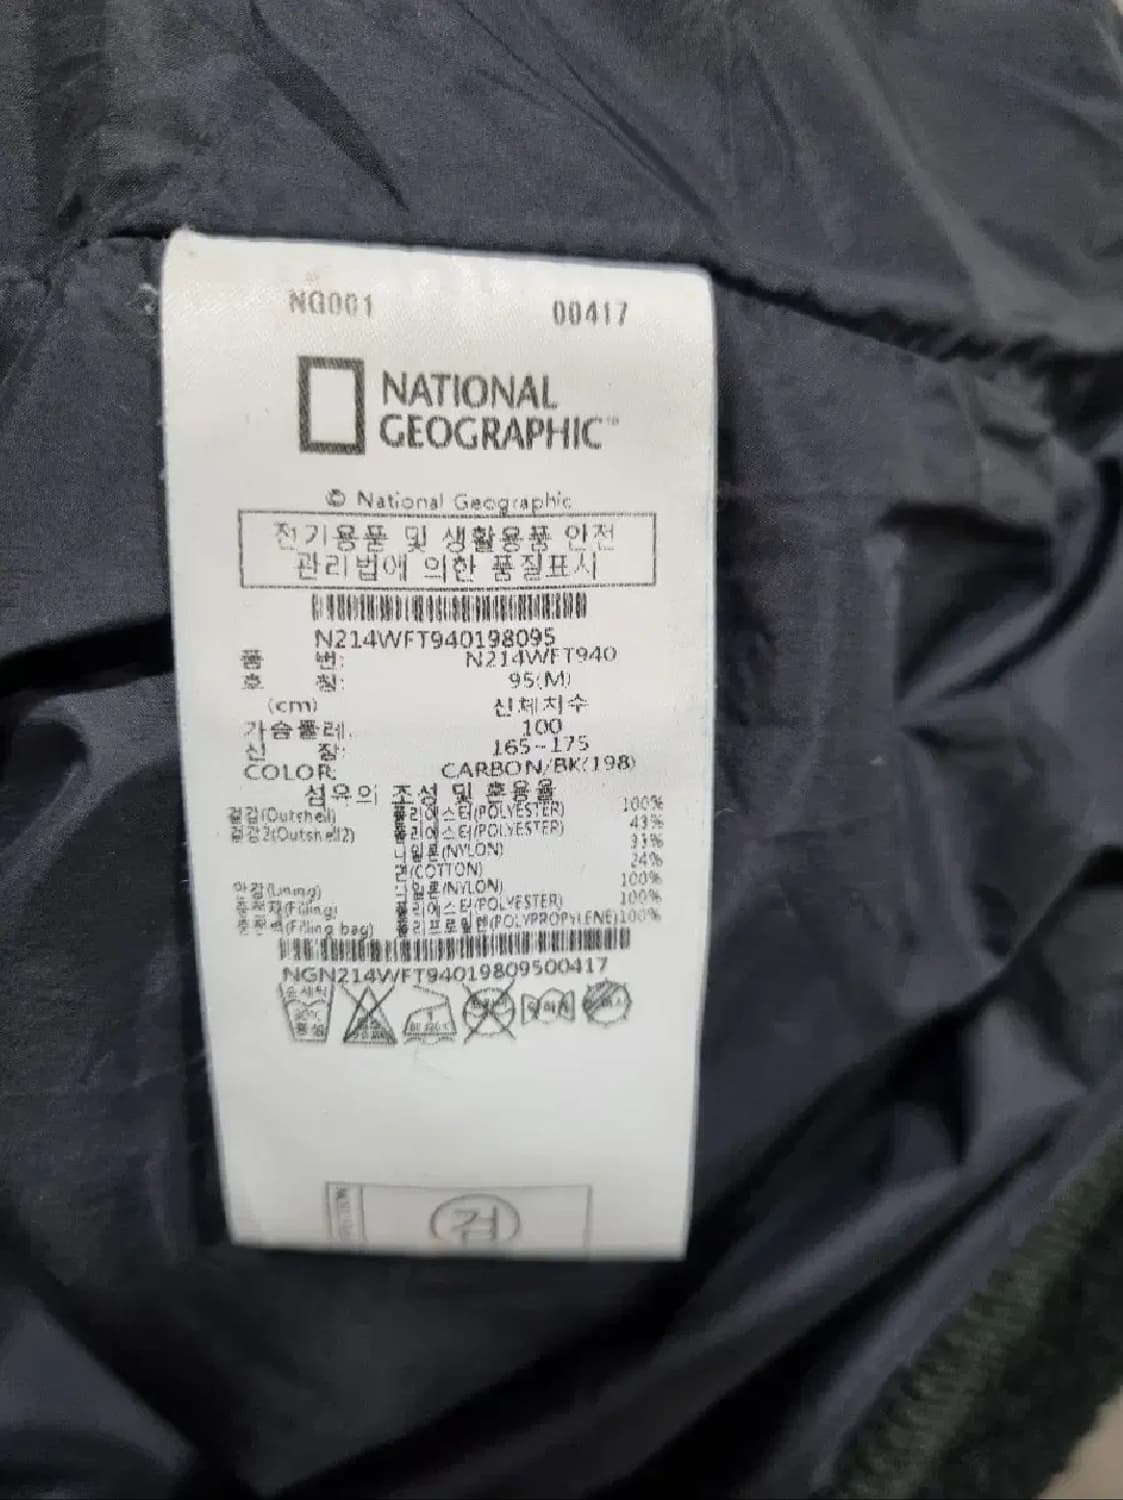 NG001 00417
NATIONAL
GEOGRAPHIC™
© National Geographic
전기용품 및 생활용품 안전
관리법에 의한 품질표시
N214WFT940198095
품 번: N214WFT940
호 칭: 95(M)
(cm) 신체치수
가슴둘레: 100
신 장: 165~175
COLOR: CARBON/BK(198)
섬유의 조성 및 혼용율
겉감(Outshell) 폴리에스터(POLYESTER) 100%
겉감2(Outshell2) 폴리에스터(POLYESTER) 43%
나일론(NYLON) 33%
면(COTTON) 24%
안감(Lining) 나일론(NYLON) 100%
충전재(Filling) 폴리에스터(POLYESTER) 100%
충전백(Filling bag) 폴리프로필렌(POLYPROPYLENE)100%
NGN214WFT94019809500417
검